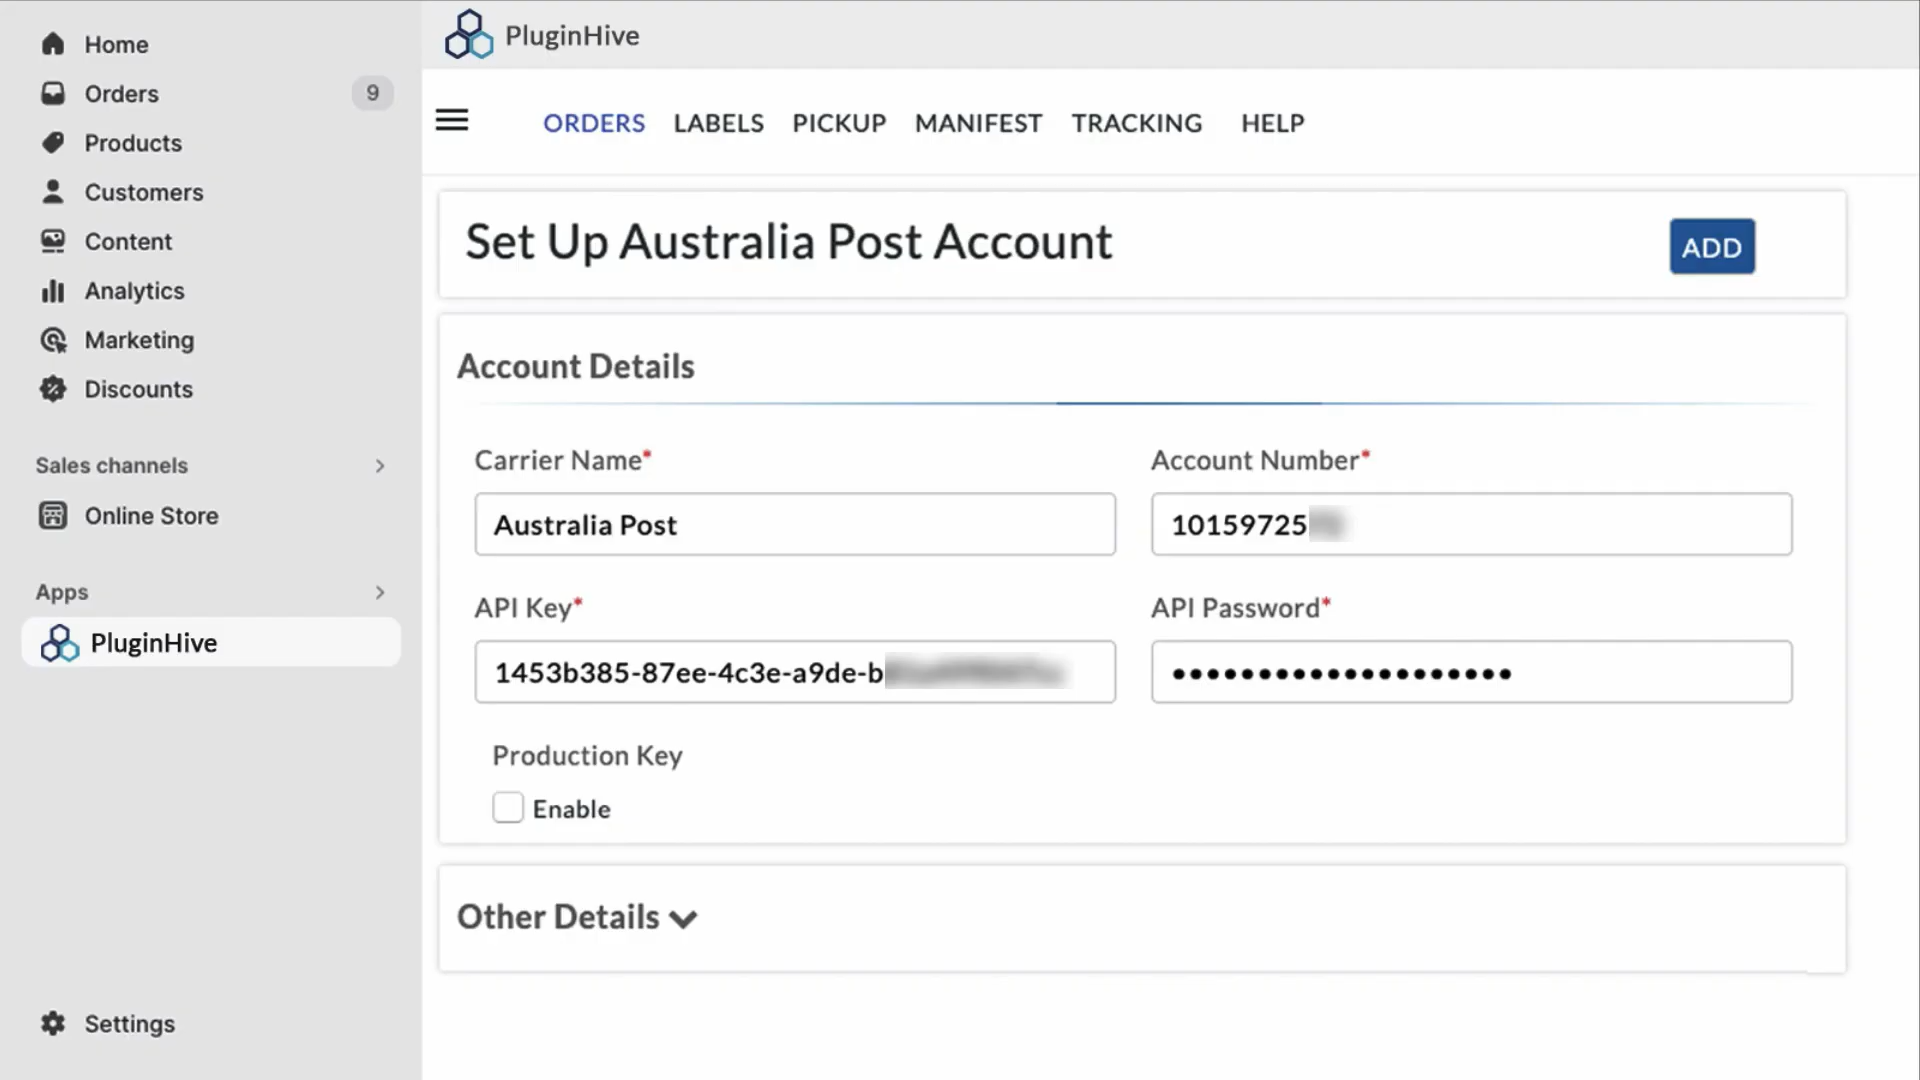 Home
Orders
9
Products
Customers
Content
Analytics
Marketing
Discounts
Sales channels
Online Store
Apps
PluginHive
Settings
PluginHive
ORDERS LABELS PICKUP MANIFEST TRACKING HELP
Set Up Australia Post Account
ADD
Account Details
Carrier Name*
Australia Post
Account Number*
10159725
API Key*
1453b385-87ee-4c3e-a9de-b
API Password*
••••••••••••••••••••
Production Key
Enable
Other Details